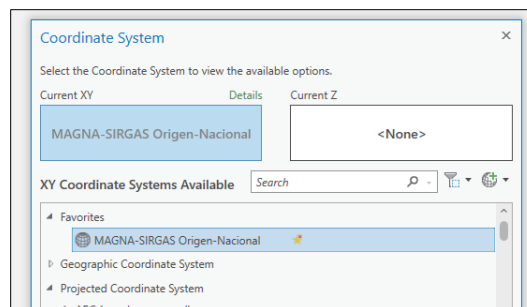 Coordinate System
Select the Coordinate System to view the available options.
Current XY Details Current Z
MAGNA-SIRGAS Origen-Nacional <None>
XY Coordinate Systems Available Search
Favorites
MAGNA-SIRGAS Origen-Nacional
Geographic Coordinate System
Projected Coordinate System